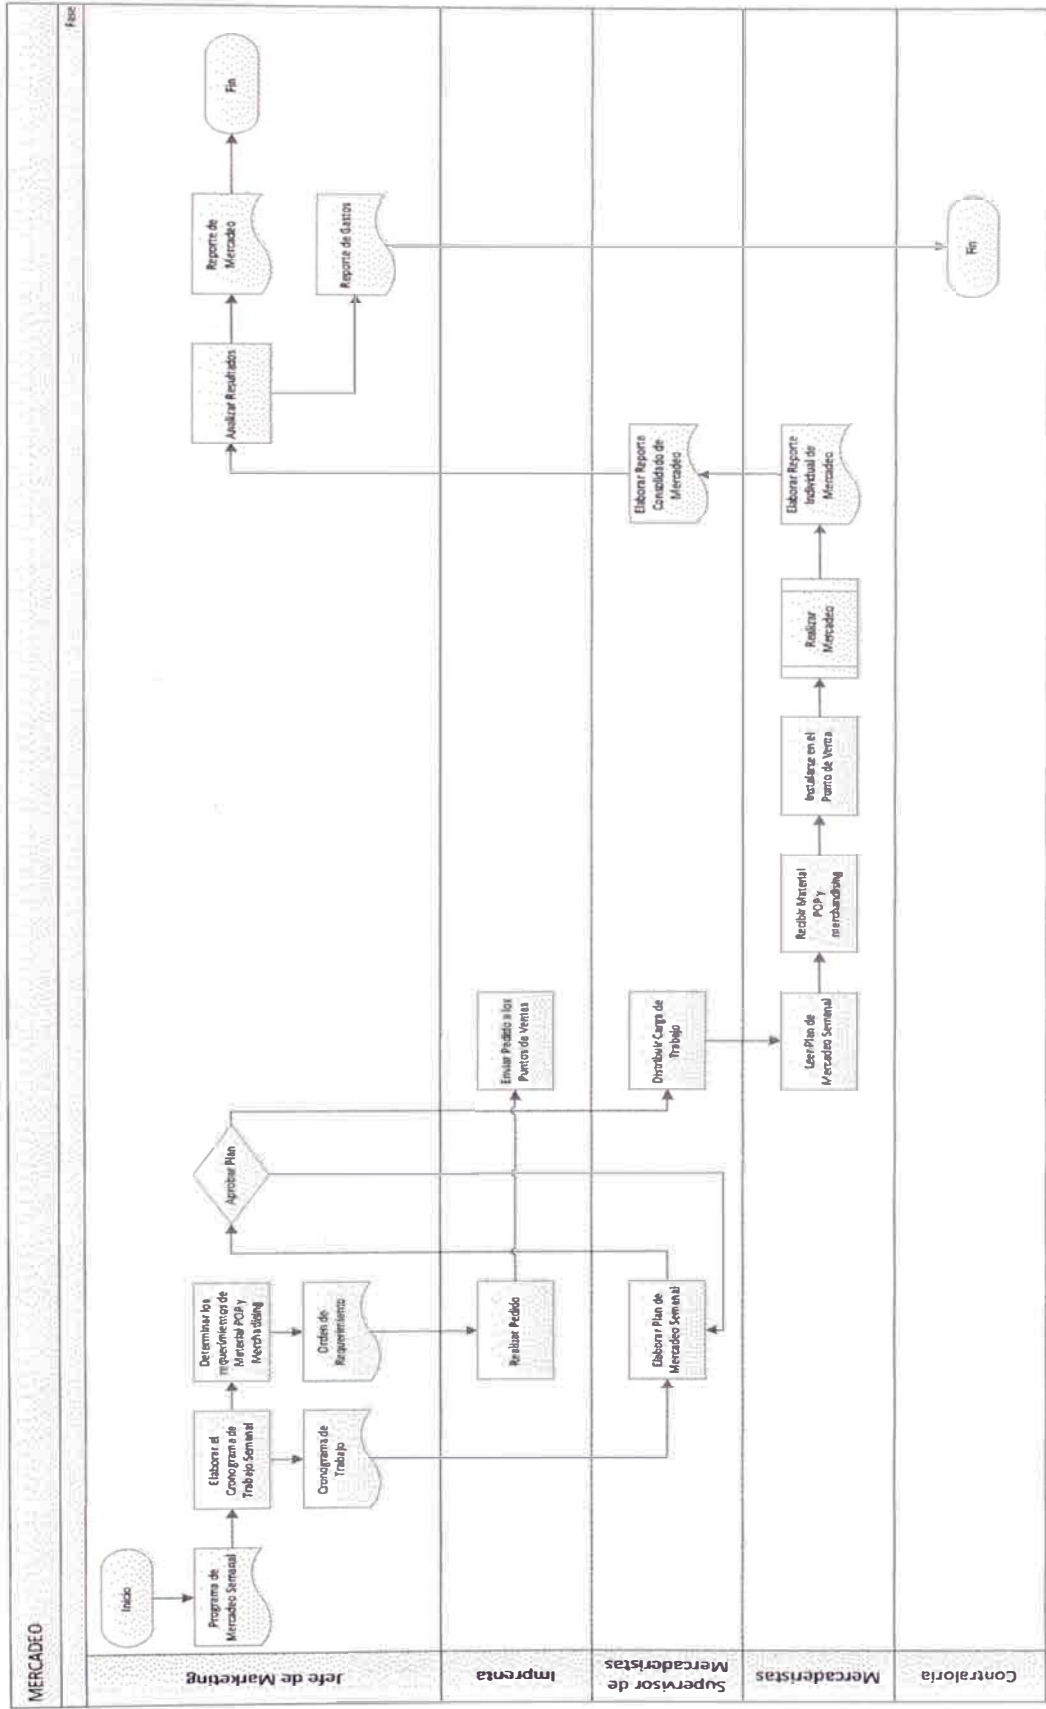 MERCADEO
Fase
Jefe de Marketing
Inicio
Programa de
Mercadeo Semanal
Elaborar el
Cronograma de
Trabajo Semanal
Cronograma de
Trabajo
Determinar los
requerimientos de
Material POP y
Merchadising
Orden de
Requerimiento
Aprobar Plan
Analizar Resultados
Reporte de
Mercadeo
Reporte de Gastos
Fin
Imprenta
Realizar Pedido
Enviar Pedido a los
Puntos de Ventas
Supervisor de
Mercaderistas
Elaborar Plan de
Mercadeo Semanal
Distribuir Carga de
Trabajo
Elaborar Reporte
Consolidado de
Mercadeo
Mercaderistas
Leer Plan de
Mercadeo Semanal
Recibir Material
POP y
merchandising
Instalarse en el
Punto de Venta
Realizar
Mercadeo
Elaborar Reporte
Individual de
Mercadeo
Contraloría
Fin